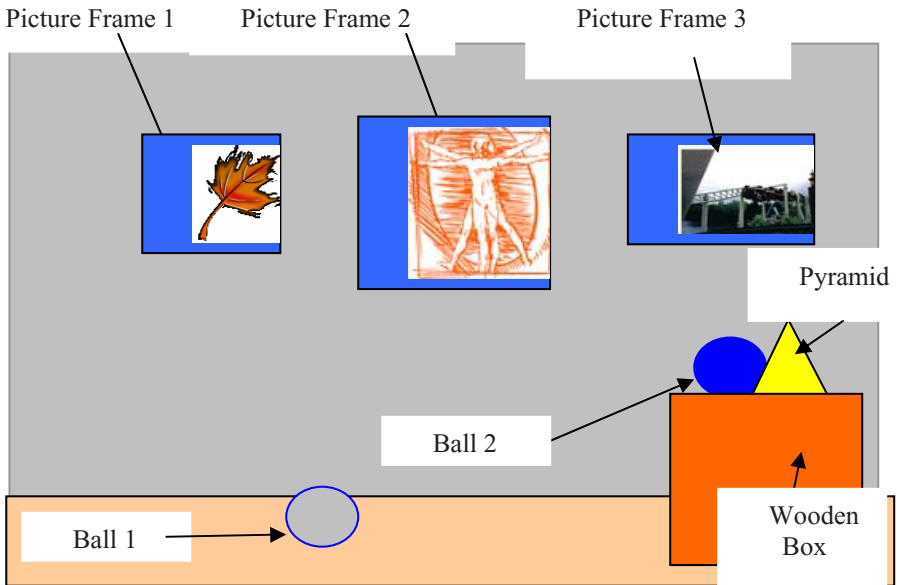 Picture Frame 1
Picture Frame 2
Picture Frame 3
Pyramid
Ball 2
Ball 1
Wooden
Box